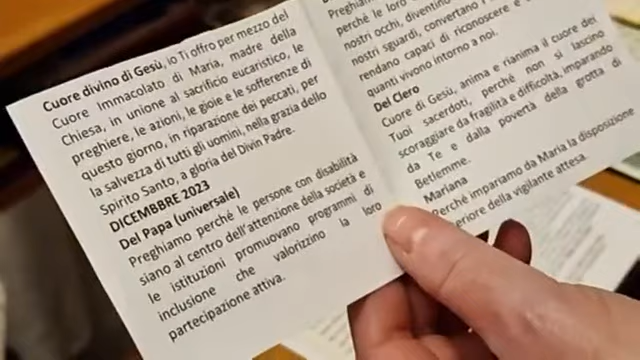 Cuore divino di Gesù, io Ti offro per mezzo del
Cuore Immacolato di Maria, madre della
Chiesa, in unione al sacrificio eucaristico, le
preghiere, le azioni, le gioie e le sofferenze di
questo giorno, in riparazione dei peccati, per
la salvezza di tutti gli uomini, nella grazia dello
Spirito Santo, a gloria del Divin Padre.
DICEMBBRE 2023
Del Papa (universale)
Preghiamo perché le persone con disabilità
siano al centro dell'attenzione della società e
le istituzioni promuovano programmi di
inclusione che valorizzino la loro
partecipazione attiva.
Preghiamo
perché le loro
nostri occhi, diventino
nostri sguardi, convertano i
rendano capaci di riconoscere e
quanti vivono intorno a noi.
Del Clero
Cuore di Gesù, anima e rianima il cuore dei
Tuoi sacerdoti, perché non si lascino
scoraggiare da fragilità e difficoltà, imparando
da Te e dalla povertà della grotta di
Betlemme.
Mariana
Perché impariamo da Maria la disposizione
eriore della vigilante attesa.